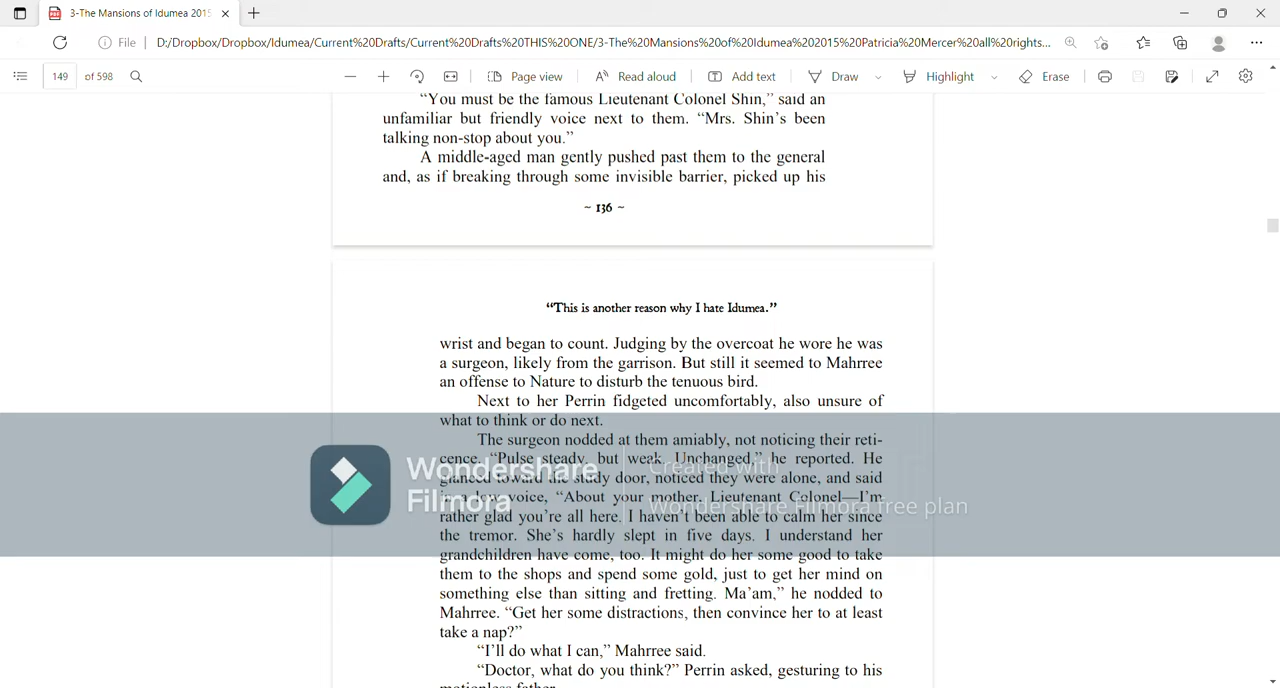 3-The Mansions of Idumea 2015
File
D:/Dropbox/Dropbox/Idumea/Current%20Drafts/Current%20Drafts%20THIS%20ONE/3-The%20Mansions%20of%20Idumea%202015%20Patricia%20Mercer%20all%20rights...
149 of 598
Page view
Read aloud
Add text
Draw
Highlight
Erase
“You must be the famous Lieutenant Colonel Shin,” said an
unfamiliar but friendly voice next to them. “Mrs. Shin’s been
talking non-stop about you.”
A middle-aged man gently pushed past them to the general
and, as if breaking through some invisible barrier, picked up his
~ 136 ~
“This is another reason why I hate Idumea.”
wrist and began to count. Judging by the overcoat he wore he was
a surgeon, likely from the garrison. But still it seemed to Mahrree
an offense to Nature to disturb the tenuous bird.
Next to her Perrin fidgeted uncomfortably, also unsure of
what to think or do next.
The surgeon nodded at them amiably, not noticing their reti-
cence. “Pulse steady, but weak. Unchanged,” he reported. He
glanced toward the study door, noticed they were alone, and said
in a low voice, “About your mother, Lieutenant Colonel—I’m
rather glad you’re all here. I haven’t been able to calm her since
the tremor. She’s hardly slept in five days. I understand her
grandchildren have come, too. It might do her some good to take
them to the shops and spend some gold, just to get her mind on
something else than sitting and fretting. Ma’am,” he nodded to
Mahrree. “Get her some distractions, then convince her to at least
take a nap?”
“I’ll do what I can,” Mahrree said.
“Doctor, what do you think?” Perrin asked, gesturing to his
motionless father.
Wondershare
Filmora
Created with
Wondershare Filmora free plan